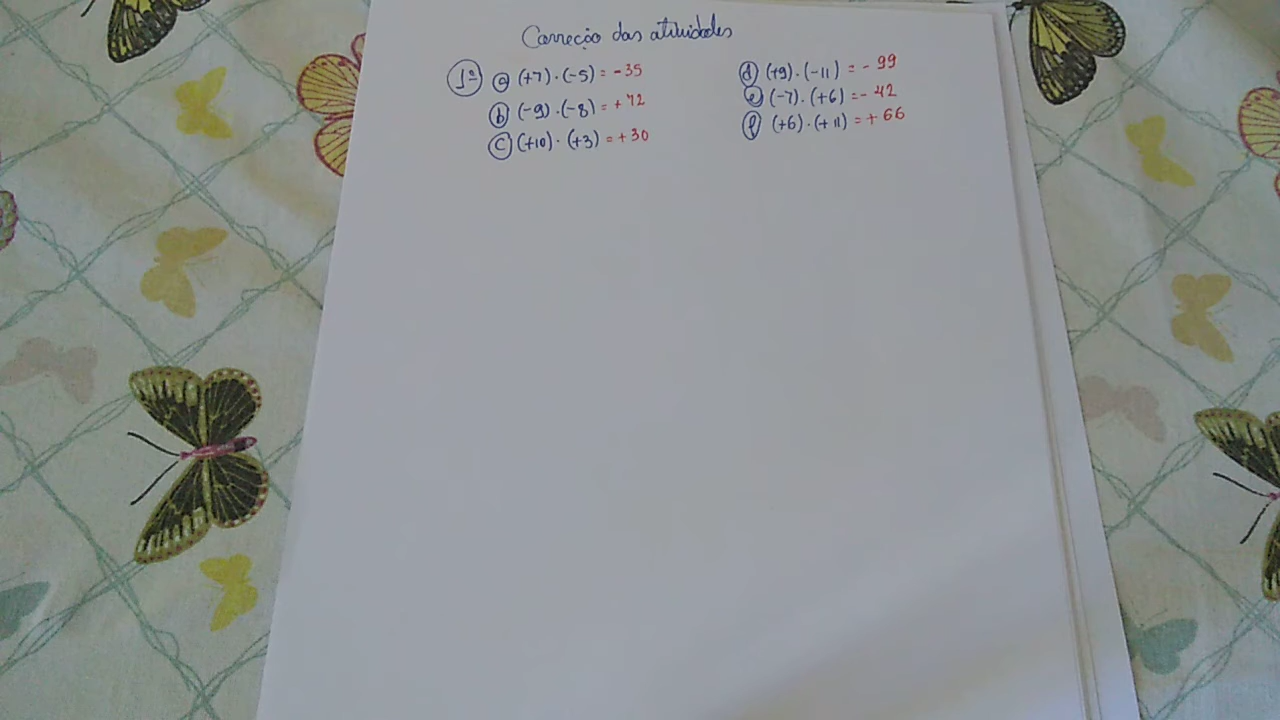 Correção das atividades
1º a (+7).(-5) = -35
b (-9).(-8) = +72
c (+10).(+3) = +30
d (+9).(-11) = -99
e (-7).(+6) = -42
f (+6).(+11) = +66